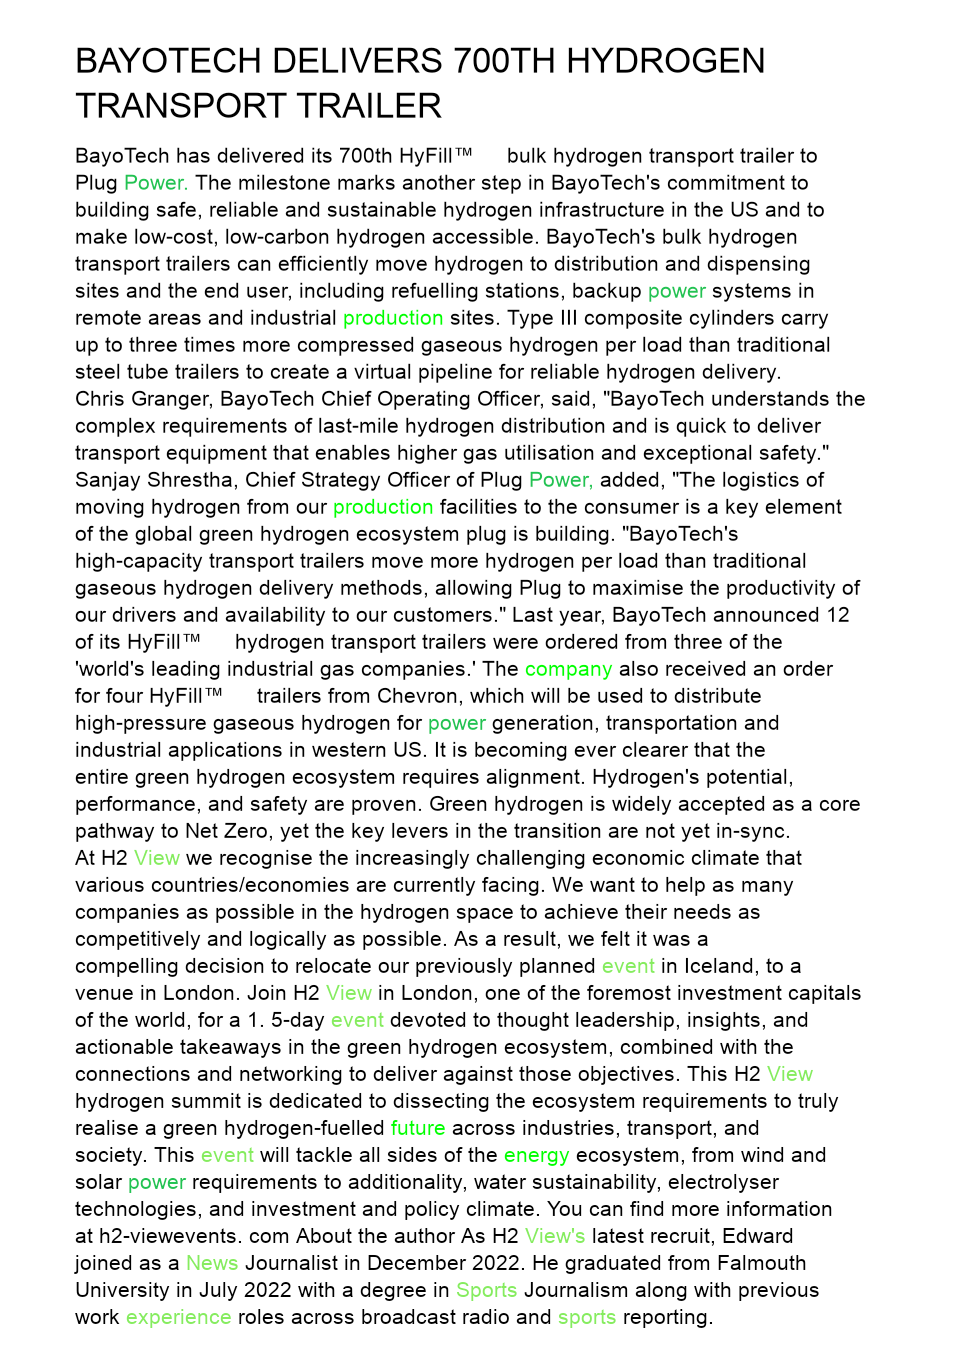 BAYOTECH DELIVERS 700TH HYDROGEN
TRANSPORT TRAILER
BayoTech has delivered its 700th HyFill™ bulk hydrogen transport trailer to
Plug Power. The milestone marks another step in BayoTech's commitment to
building safe, reliable and sustainable hydrogen infrastructure in the US and to
make low-cost, low-carbon hydrogen accessible. BayoTech's bulk hydrogen
transport trailers can efficiently move hydrogen to distribution and dispensing
sites and the end user, including refuelling stations, backup power systems in
remote areas and industrial production sites. Type III composite cylinders carry
up to three times more compressed gaseous hydrogen per load than traditional
steel tube trailers to create a virtual pipeline for reliable hydrogen delivery.
Chris Granger, BayoTech Chief Operating Officer, said, "BayoTech understands the
complex requirements of last-mile hydrogen distribution and is quick to deliver
transport equipment that enables higher gas utilisation and exceptional safety."
Sanjay Shrestha, Chief Strategy Officer of Plug Power, added, "The logistics of
moving hydrogen from our production facilities to the consumer is a key element
of the global green hydrogen ecosystem plug is building. "BayoTech's
high-capacity transport trailers move more hydrogen per load than traditional
gaseous hydrogen delivery methods, allowing Plug to maximise the productivity of
our drivers and availability to our customers." Last year, BayoTech announced 12
of its HyFill™ hydrogen transport trailers were ordered from three of the
'world's leading industrial gas companies.' The company also received an order
for four HyFill™ trailers from Chevron, which will be used to distribute
high-pressure gaseous hydrogen for power generation, transportation and
industrial applications in western US. It is becoming ever clearer that the
entire green hydrogen ecosystem requires alignment. Hydrogen's potential,
performance, and safety are proven. Green hydrogen is widely accepted as a core
pathway to Net Zero, yet the key levers in the transition are not yet in-sync.
At H2 View we recognise the increasingly challenging economic climate that
various countries/economies are currently facing. We want to help as many
companies as possible in the hydrogen space to achieve their needs as
competitively and logically as possible. As a result, we felt it was a
compelling decision to relocate our previously planned event in Iceland, to a
venue in London. Join H2 View in London, one of the foremost investment capitals
of the world, for a 1. 5-day event devoted to thought leadership, insights, and
actionable takeaways in the green hydrogen ecosystem, combined with the
connections and networking to deliver against those objectives. This H2 View
hydrogen summit is dedicated to dissecting the ecosystem requirements to truly
realise a green hydrogen-fuelled future across industries, transport, and
society. This event will tackle all sides of the energy ecosystem, from wind and
solar power requirements to additionality, water sustainability, electrolyser
technologies, and investment and policy climate. You can find more information
at h2-viewevents. com About the author As H2 View's latest recruit, Edward
joined as a News Journalist in December 2022. He graduated from Falmouth
University in July 2022 with a degree in Sports Journalism along with previous
work experience roles across broadcast radio and sports reporting.